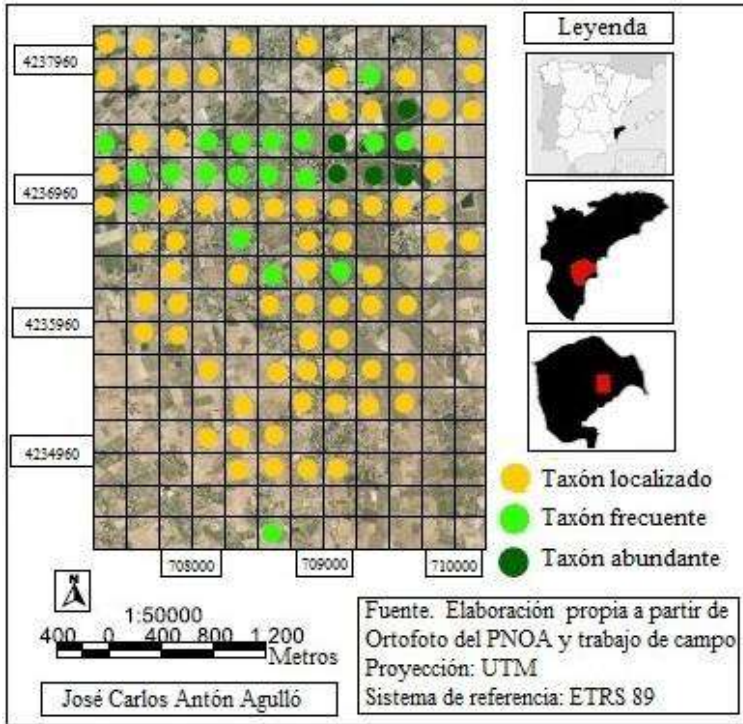 Leyenda
4237960
4236960
4235960
4234960
708000
709000
710000
Taxón localizado
Taxón frecuente
Taxón abundante
N
1:50000
400 0 400 800 1.200
Metros
José Carlos Antón Agulló
Fuente. Elaboración propia a partir de
Ortofoto del PNOA y trabajo de campo
Proyección: UTM
Sistema de referencia: ETRS 89